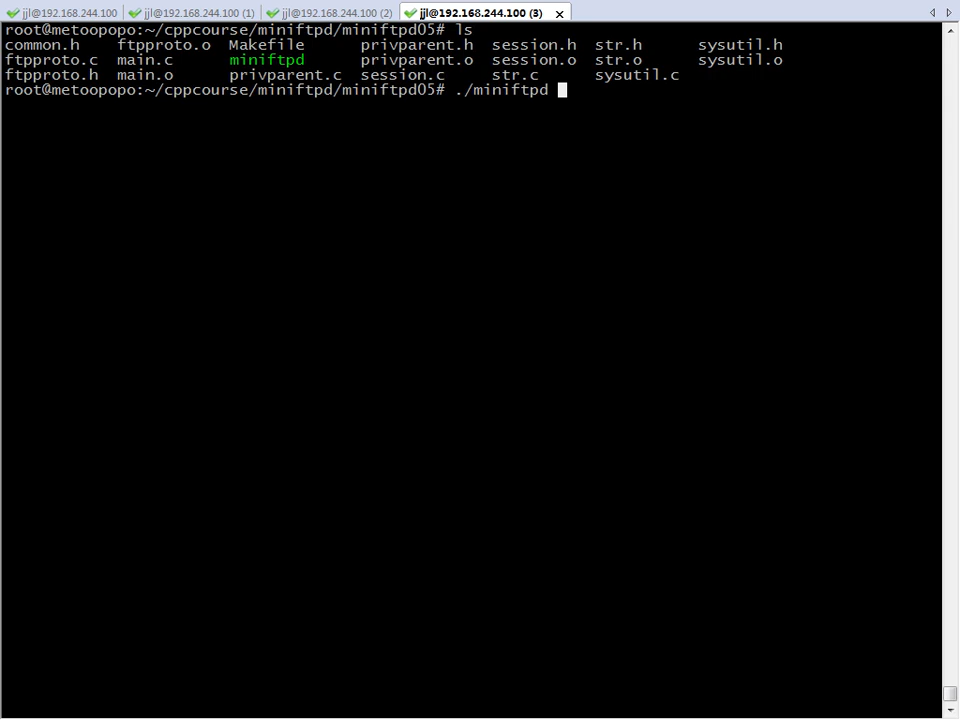 jjl@192.168.244.100 jjl@192.168.244.100 (1) jjl@192.168.244.100 (2) jjl@192.168.244.100 (3)
root@metoopopo:~/cppcourse/miniftpd/miniftpd05# ls
common.h ftpproto.o Makefile privparent.h session.h str.h sysutil.h
ftpproto.c main.c miniftpd privparent.o session.o str.o sysutil.o
ftpproto.h main.o privparent.c session.c str.c sysutil.c
root@metoopopo:~/cppcourse/miniftpd/miniftpd05# ./miniftpd